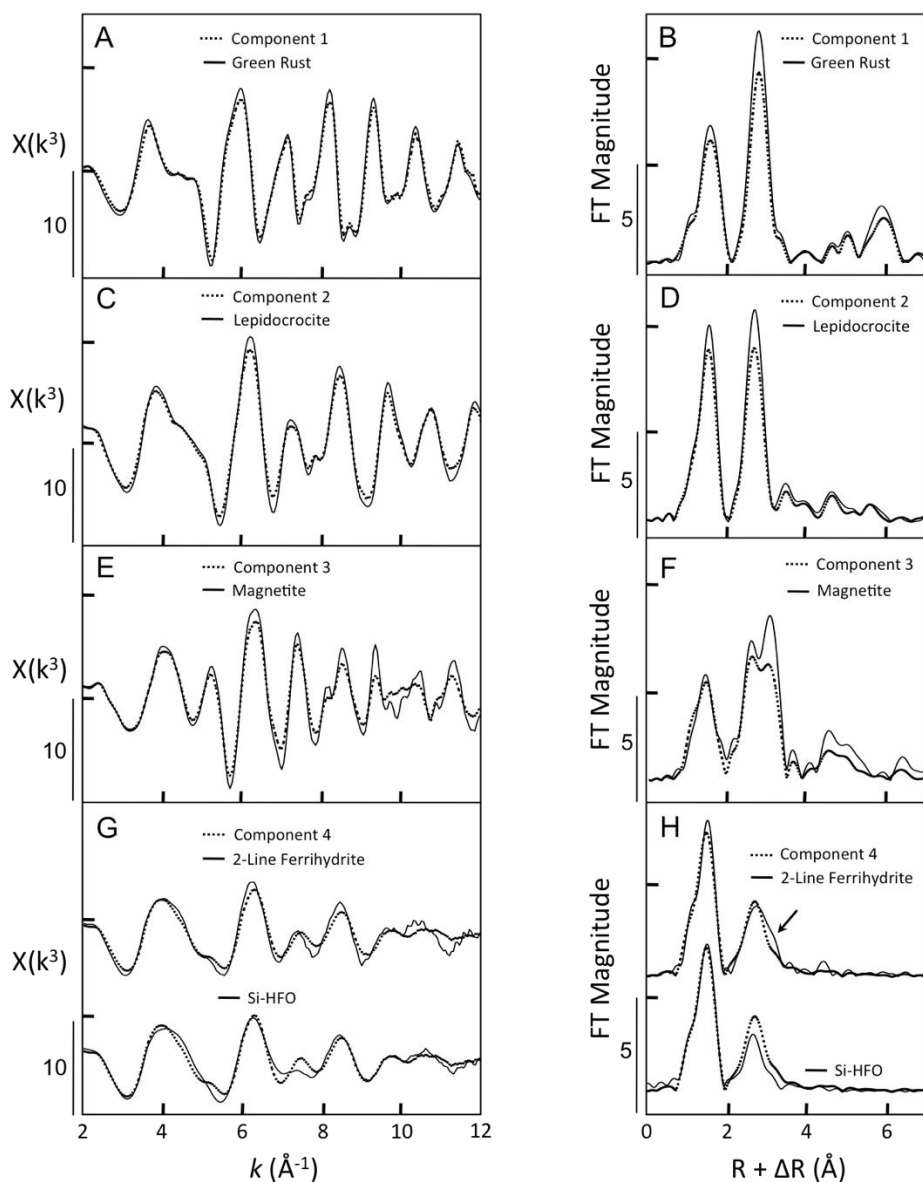 A
Component 1
Green Rust
X(k³)
10
B
Component 1
Green Rust
FT Magnitude
5
C
Component 2
Lepidocrocite
X(k³)
10
D
Component 2
Lepidocrocite
FT Magnitude
5
E
Component 3
Magnetite
X(k³)
10
F
Component 3
Magnetite
FT Magnitude
5
G
Component 4
2-Line Ferrihydrite
X(k³)
Si-HFO
10
2 4 6 8 10 12
k (Å⁻¹)
H
Component 4
2-Line Ferrihydrite
FT Magnitude
5
Si-HFO
0 2 4 6
R + ΔR (Å)